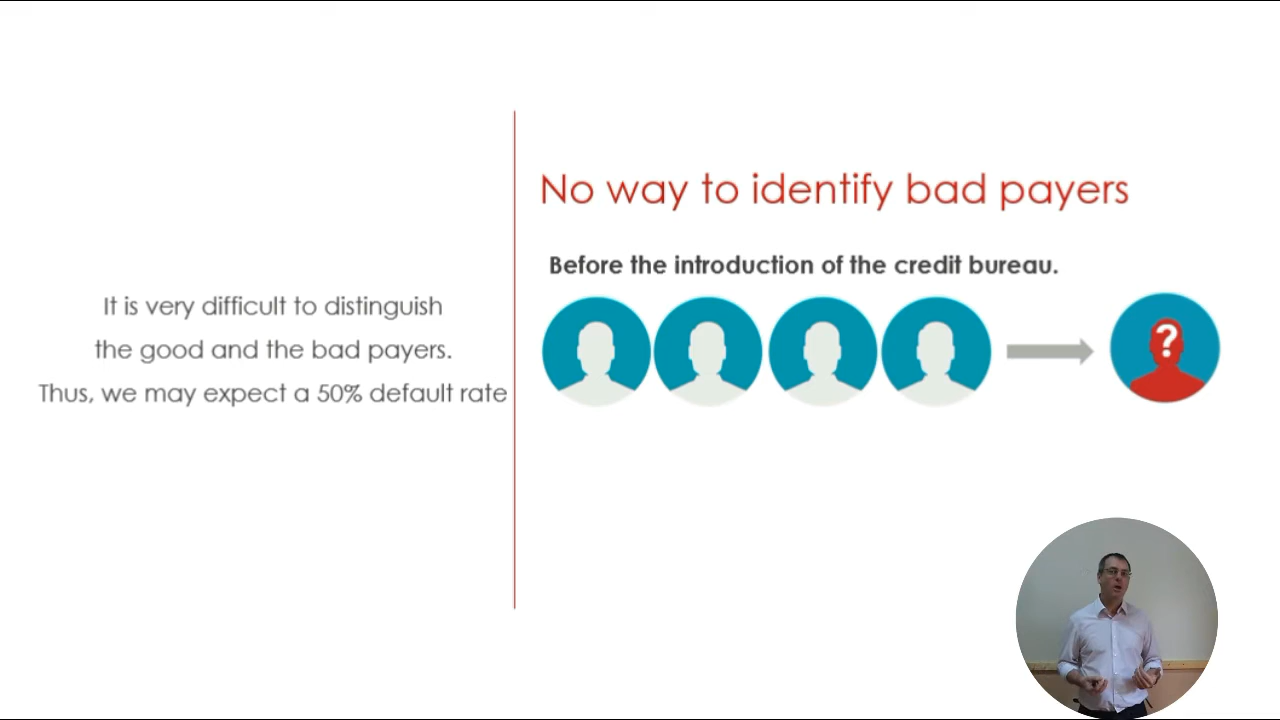 It is very difficult to distinguish
the good and the bad payers.
Thus, we may expect a 50% default rate
No way to identify bad payers
Before the introduction of the credit bureau.
?